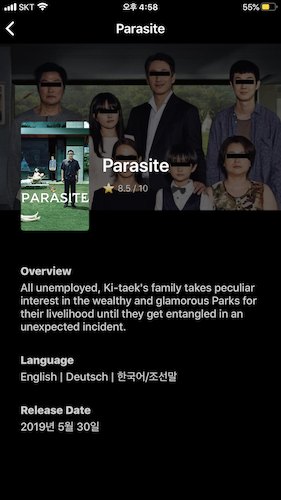 SKT 오후 4:58 55%
Parasite
PARASITE
Parasite
8.5 / 10
Overview
All unemployed, Ki-taek's family takes peculiar
interest in the wealthy and glamorous Parks for
their livelihood until they get entangled in an
unexpected incident.
Language
English | Deutsch | 한국어/조선말
Release Date
2019년 5월 30일